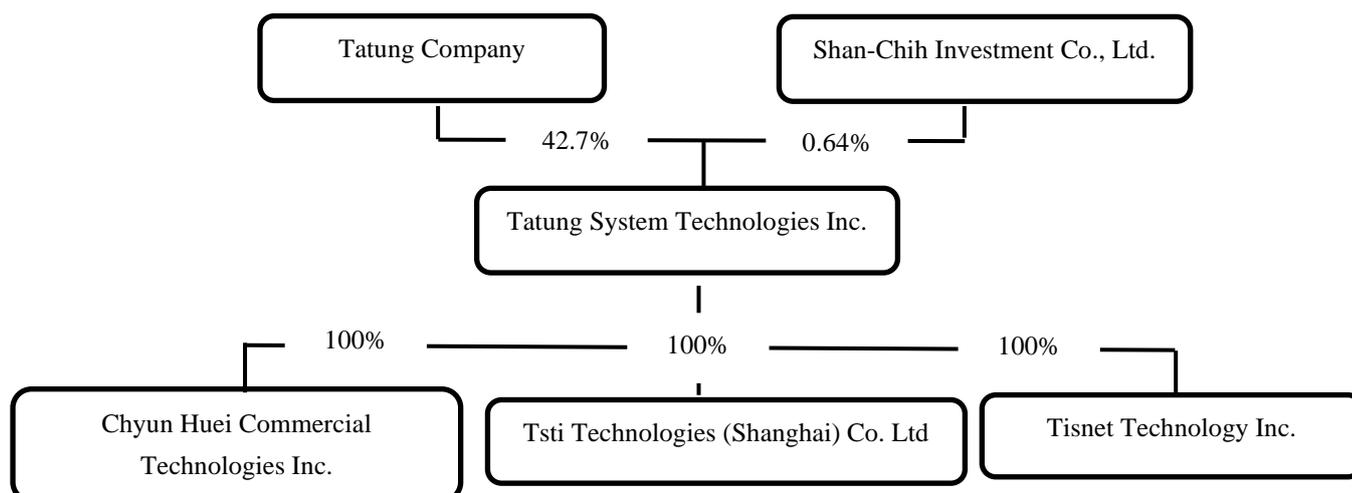 Tatung Company
Shan-Chih Investment Co., Ltd.
42.7%
0.64%
Tatung System Technologies Inc.
100%
100%
100%
Chyun Huei Commercial
Technologies Inc.
Tsti Technologies (Shanghai) Co. Ltd
Tisnet Technology Inc.